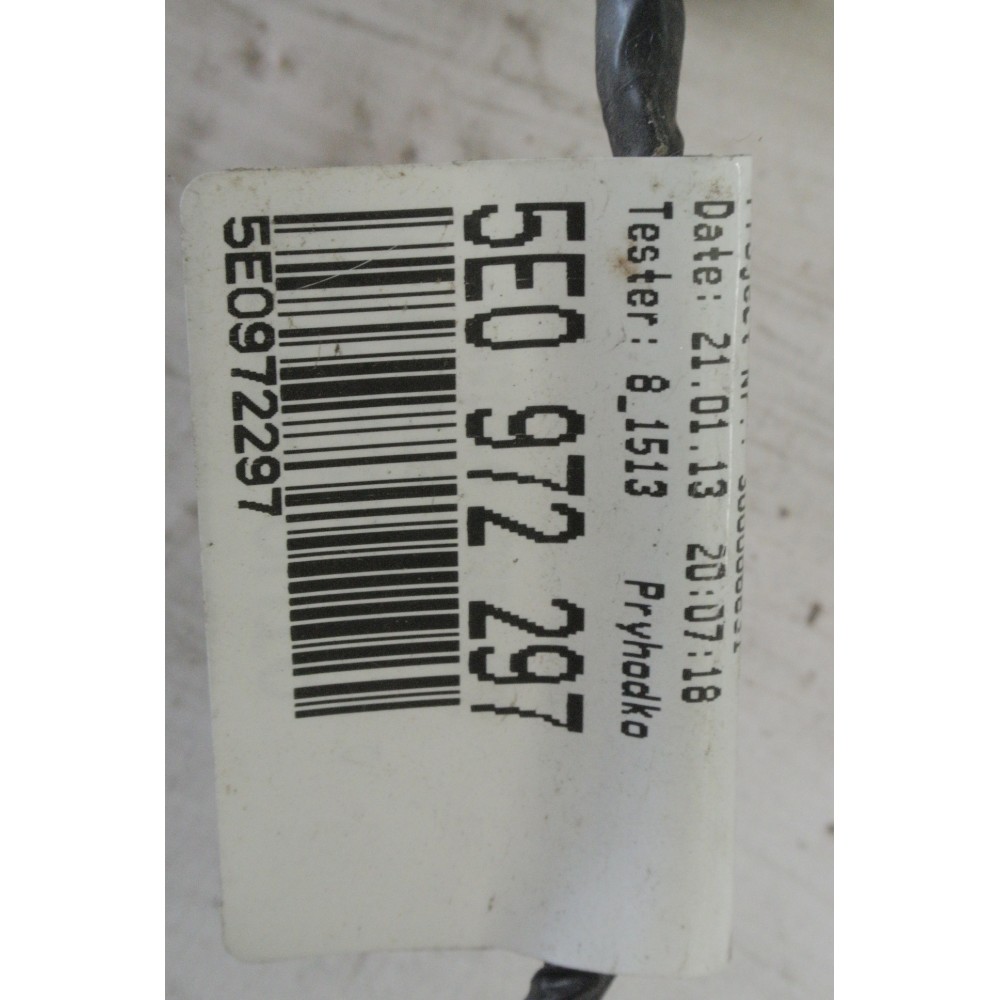 Date: 21.01.13 20:07:18
Tester: 8_1513 Pryhodko
5E0 972 297
5E0972297